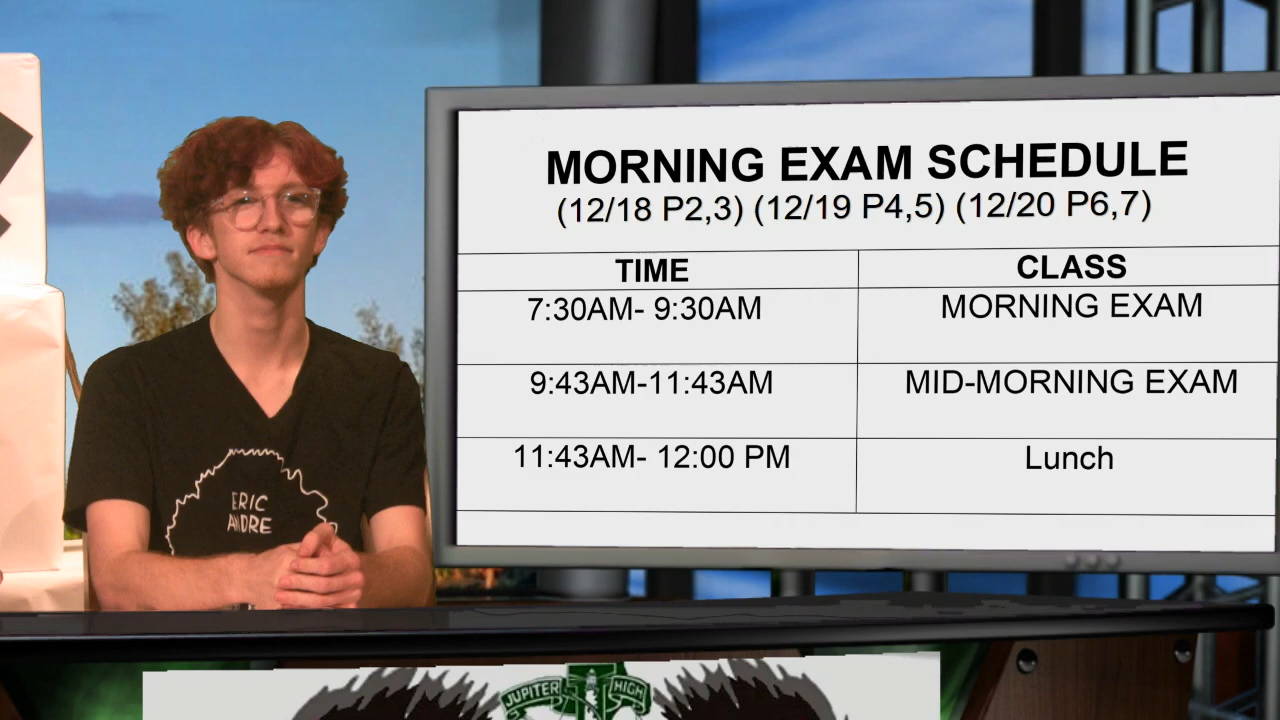 MORNING EXAM SCHEDULE
(12/18 P2,3) (12/19 P4,5) (12/20 P6,7)
TIME CLASS
7:30AM- 9:30AM MORNING EXAM
9:43AM-11:43AM MID-MORNING EXAM
11:43AM- 12:00 PM Lunch
ERIC
ANDRE
JUPITER HIGH